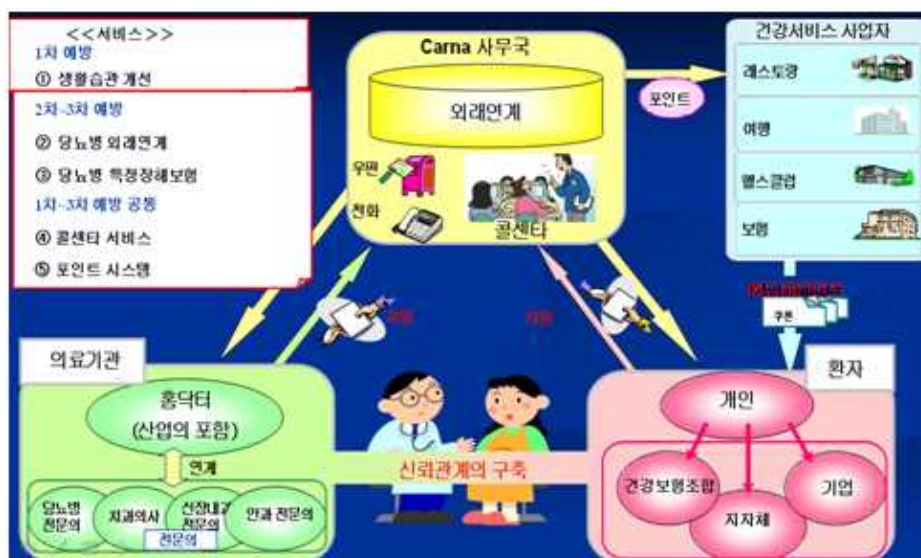 <<서비스>>
1차 예방
① 생활습관 개선
2차~3차 예방
② 당뇨병 외래연계
③ 당뇨병 특정장해보험
1차~3차 예방 공통
④ 콜센타 서비스
⑤ 포인트 시스템
Carna 사무국
외래연계
우편
전화
콜센타
포인트
건강서비스 사업자
레스토랑
여행
헬스클럽
보험
쿠폰
의료기관
홈닥터
(산업의 포함)
연계
당뇨병
전문의
치과의사
신장내과
전문의
안과 전문의
전문의
신뢰관계의 구축
환자
개인
건강보험조합
지자체
기업